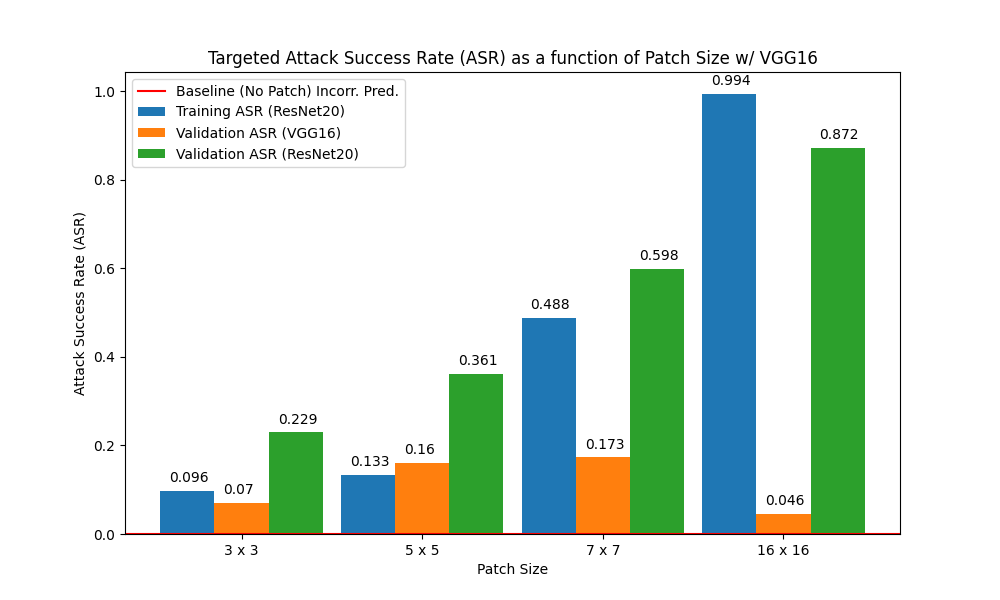 Targeted Attack Success Rate (ASR) as a function of Patch Size w/ VGG16
Baseline (No Patch) Incorr. Pred.
Training ASR (ResNet20)
Validation ASR (VGG16)
Validation ASR (ResNet20)
Attack Success Rate (ASR)
1.0
0.8
0.6
0.4
0.2
0.0
0.096
0.07
0.229
0.133
0.16
0.361
0.488
0.173
0.598
0.994
0.046
0.872
3 x 3
5 x 5
7 x 7
16 x 16
Patch Size